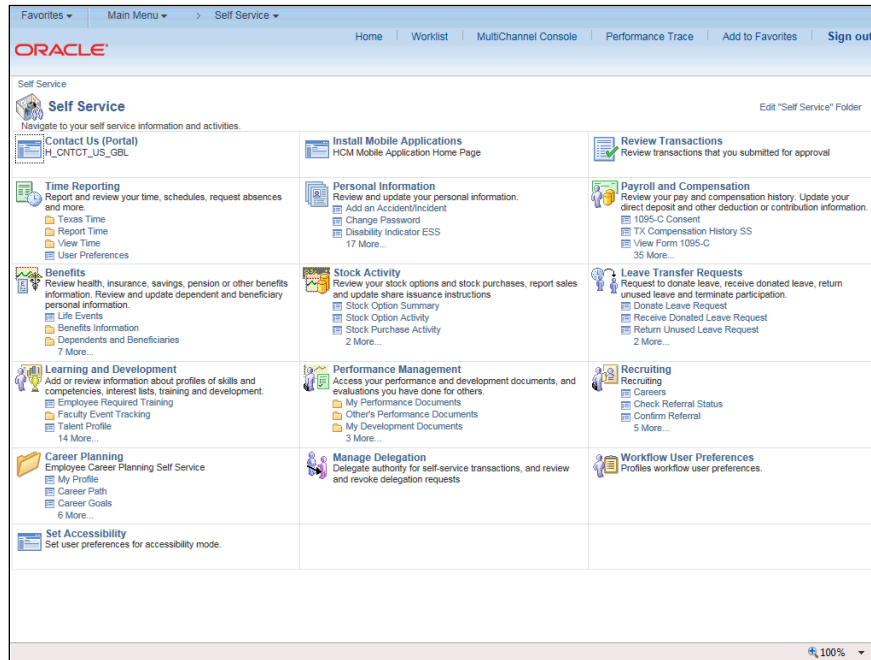 Favorites Main Menu > Self Service
Home Worklist MultiChannel Console Performance Trace Add to Favorites Sign out
ORACLE
Self Service
Self Service
Edit "Self Service" Folder
Navigate to your self service information and activities.
Contact Us (Portal)
H_CNTCT_US_GBL
Install Mobile Applications
HCM Mobile Application Home Page
Review Transactions
Review transactions that you submitted for approval
Time Reporting
Report and review your time, schedules, request absences
and more.
Texas Time
Report Time
View Time
User Preferences
Personal Information
Review and update your personal information.
Add an Accident/Incident
Change Password
Disability Indicator ESS
17 More...
Payroll and Compensation
Review your pay and compensation history. Update your
direct deposit and other deduction or contribution information.
1095-C Consent
TX Compensation History SS
View Form 1095-C
35 More...
Benefits
Review health, insurance, savings, pension or other benefits
information. Review and update dependent and beneficiary
personal information.
Life Events
Benefits Information
Dependents and Beneficiaries
7 More...
Stock Activity
Review your stock options and stock purchases, report sales
and update share issuance instructions
Stock Option Summary
Stock Option Activity
Stock Purchase Activity
2 More...
Leave Transfer Requests
Request to donate leave, receive donated leave, return
unused leave and terminate participation.
Donate Leave Request
Receive Donated Leave Request
Return Unused Leave Request
2 More...
Learning and Development
Add or review information about profiles of skills and
competencies, interest lists, training and development.
Employee Required Training
Faculty Event Tracking
Talent Profile
14 More...
Performance Management
Access your performance and development documents, and
evaluations you have done for others.
My Performance Documents
Other's Performance Documents
My Development Documents
3 More...
Recruiting
Recruiting
Careers
Check Referral Status
Confirm Referral
5 More...
Career Planning
Employee Career Planning Self Service
My Profile
Career Path
Career Goals
6 More...
Manage Delegation
Delegate authority for self-service transactions, and review
and revoke delegation requests
Workflow User Preferences
Profiles workflow user preferences.
Set Accessibility
Set user preferences for accessibility mode.
100%